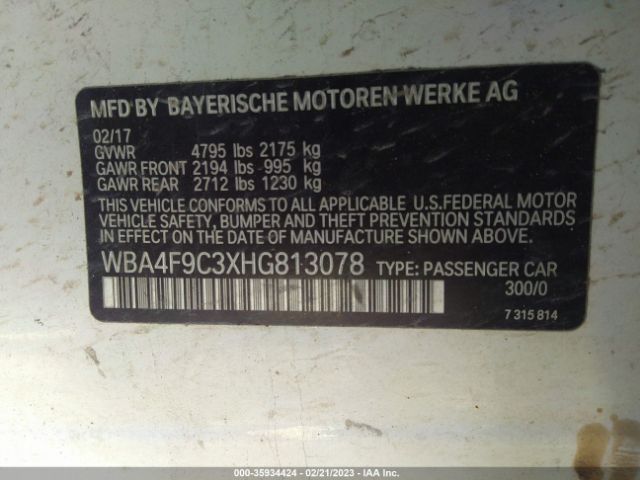 MFD BY BAYERISCHE MOTOREN WERKE AG
02/17
GVWR 4795 lbs 2175 kg
GAWR FRONT 2194 lbs 995 kg
GAWR REAR 2712 lbs 1230 kg
THIS VEHICLE CONFORMS TO ALL APPLICABLE U.S.FEDERAL MOTOR
VEHICLE SAFETY, BUMPER AND THEFT PREVENTION STANDARDS
IN EFFECT ON THE DATE OF MANUFACTURE SHOWN ABOVE.
WBA4F9C3XHG813078 TYPE: PASSENGER CAR
300/0
7 315 814
000-35934424 - 02/21/2023 - IAA Inc.